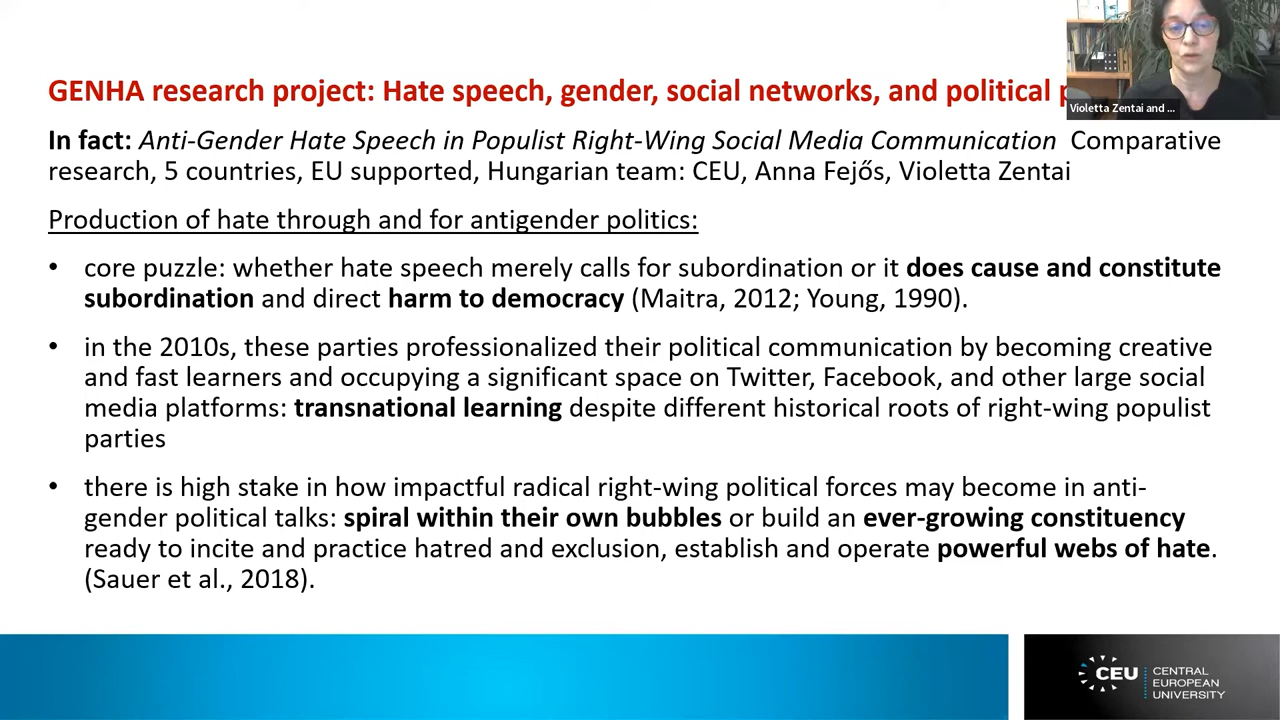 GENHA research project: Hate speech, gender, social networks, and political
Violetta Zentai and ...
In fact: Anti-Gender Hate Speech in Populist Right-Wing Social Media Communication Comparative
research, 5 countries, EU supported, Hungarian team: CEU, Anna Fejős, Violetta Zentai
Production of hate through and for antigender politics:
• core puzzle: whether hate speech merely calls for subordination or it does cause and constitute
subordination and direct harm to democracy (Maitra, 2012; Young, 1990).
• in the 2010s, these parties professionalized their political communication by becoming creative
and fast learners and occupying a significant space on Twitter, Facebook, and other large social
media platforms: transnational learning despite different historical roots of right-wing populist
parties
• there is high stake in how impactful radical right-wing political forces may become in anti-
gender political talks: spiral within their own bubbles or build an ever-growing constituency
ready to incite and practice hatred and exclusion, establish and operate powerful webs of hate.
(Sauer et al., 2018).
CEU
CENTRAL
EUROPEAN
UNIVERSITY